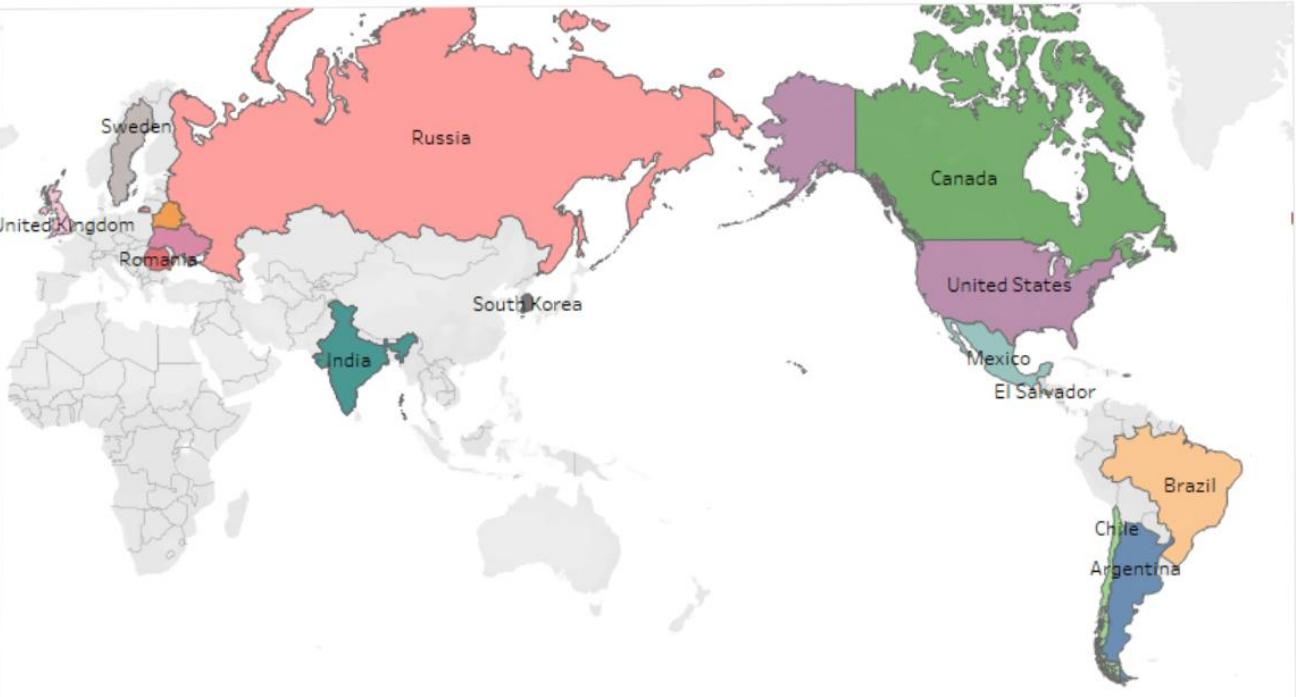 Sweden
Russia
Canada
United Kingdom
Romania
United States
South Korea
India
Mexico
El Salvador
Brazil
Chile
Argentina